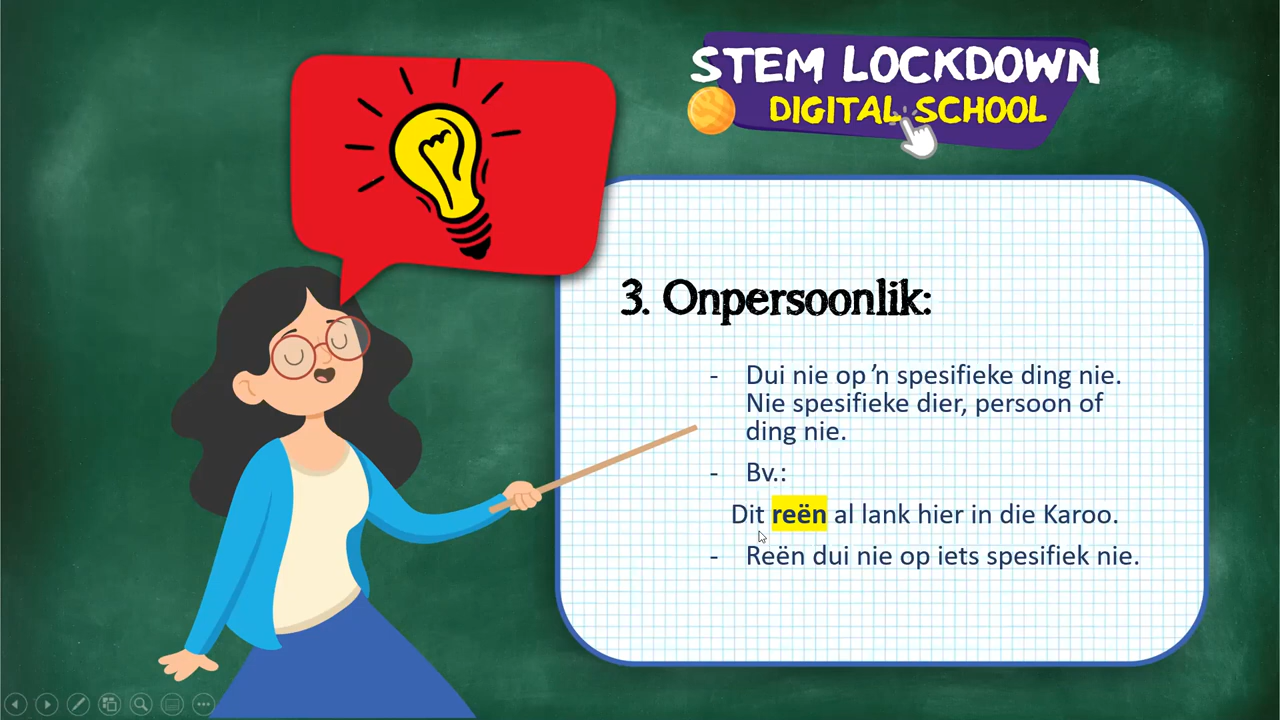 STEM LOCKDOWN
DIGITAL SCHOOL
3. Onpersoonlik:
- Dui nie op 'n spesifieke ding nie.
Nie spesifieke dier, persoon of
ding nie.
- Bv.:
Dit reën al lank hier in die Karoo.
- Reën dui nie op iets spesifiek nie.